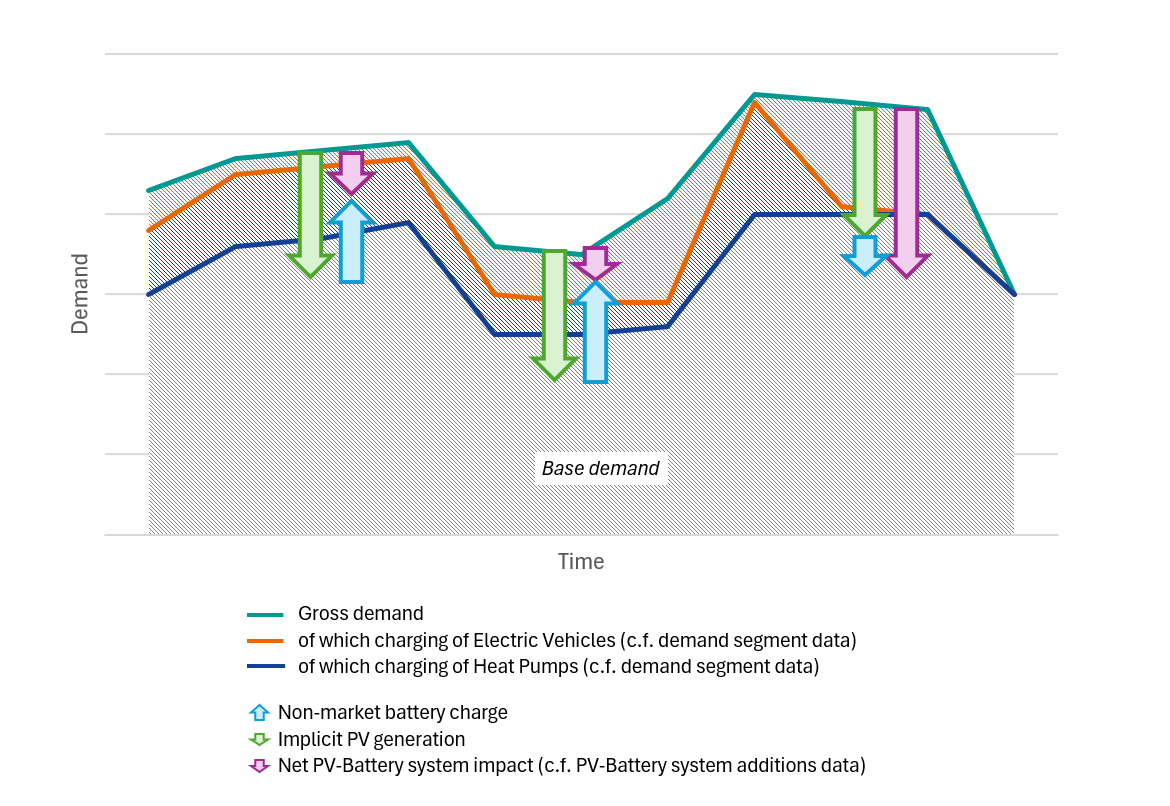 Demand
Base demand
Time
Gross demand
of which charging of Electric Vehicles (c.f. demand segment data)
of which charging of Heat Pumps (c.f. demand segment data)
Non-market battery charge
Implicit PV generation
Net PV-Battery system impact (c.f. PV-Battery system additions data)